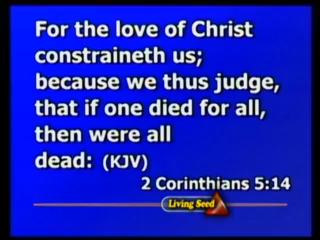 For the love of Christ
constraineth us;
because we thus judge,
that if one died for all,
then were all
dead: (KJV)
2 Corinthians 5:14
Living Seed